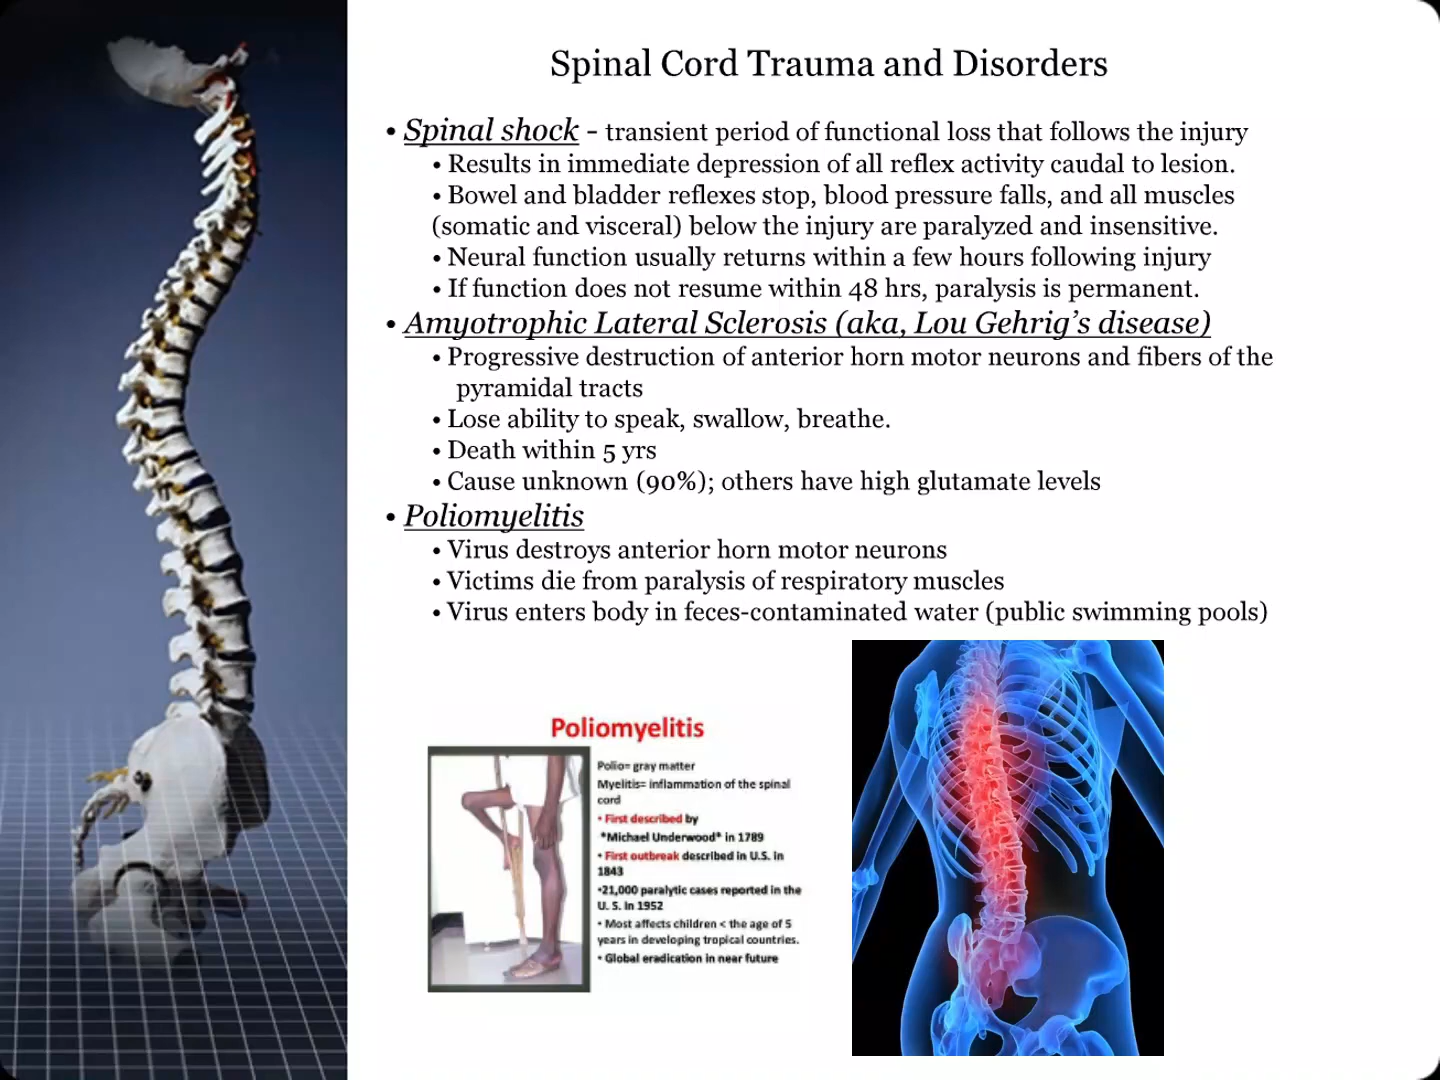 Spinal Cord Trauma and Disorders
• Spinal shock - transient period of functional loss that follows the injury
• Results in immediate depression of all reflex activity caudal to lesion.
• Bowel and bladder reflexes stop, blood pressure falls, and all muscles
(somatic and visceral) below the injury are paralyzed and insensitive.
• Neural function usually returns within a few hours following injury
• If function does not resume within 48 hrs, paralysis is permanent.
• Amyotrophic Lateral Sclerosis (aka, Lou Gehrig's disease)
• Progressive destruction of anterior horn motor neurons and fibers of the
pyramidal tracts
• Lose ability to speak, swallow, breathe.
• Death within 5 yrs
• Cause unknown (90%); others have high glutamate levels
• Poliomyelitis
• Virus destroys anterior horn motor neurons
• Victims die from paralysis of respiratory muscles
• Virus enters body in feces-contaminated water (public swimming pools)
Poliomyelitis
Polio= gray matter
Myelitis= inflammation of the spinal
cord
• First described by
*Michael Underwood* in 1789
• First outbreak described in U.S. in
1843
•21,000 paralytic cases reported in the
U. S. in 1952
• Most affects children < the age of 5
years in developing tropical countries.
• Global eradication in near future